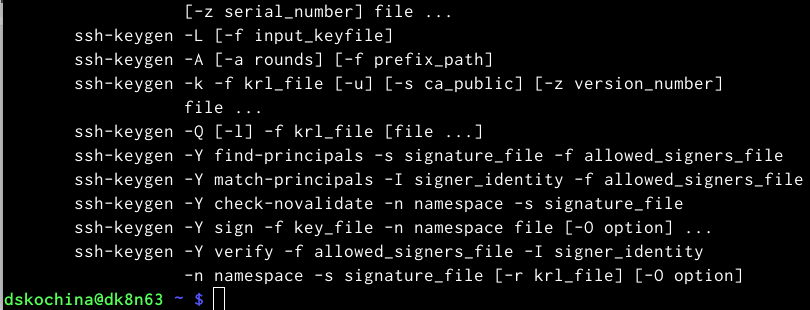 [-z serial_number] file ...
ssh-keygen -L [-f input_keyfile]
ssh-keygen -A [-a rounds] [-f prefix_path]
ssh-keygen -k -f krl_file [-u] [-s ca_public] [-z version_number]
file ...
ssh-keygen -Q [-l] -f krl_file [file ...]
ssh-keygen -Y find-principals -s signature_file -f allowed_signers_file
ssh-keygen -Y match-principals -I signer_identity -f allowed_signers_file
ssh-keygen -Y check-novalidate -n namespace -s signature_file
ssh-keygen -Y sign -f key_file -n namespace file [-O option] ...
ssh-keygen -Y verify -f allowed_signers_file -I signer_identity
-n namespace -s signature_file [-r krl_file] [-O option]
dskochina@dk8n63 ~ $